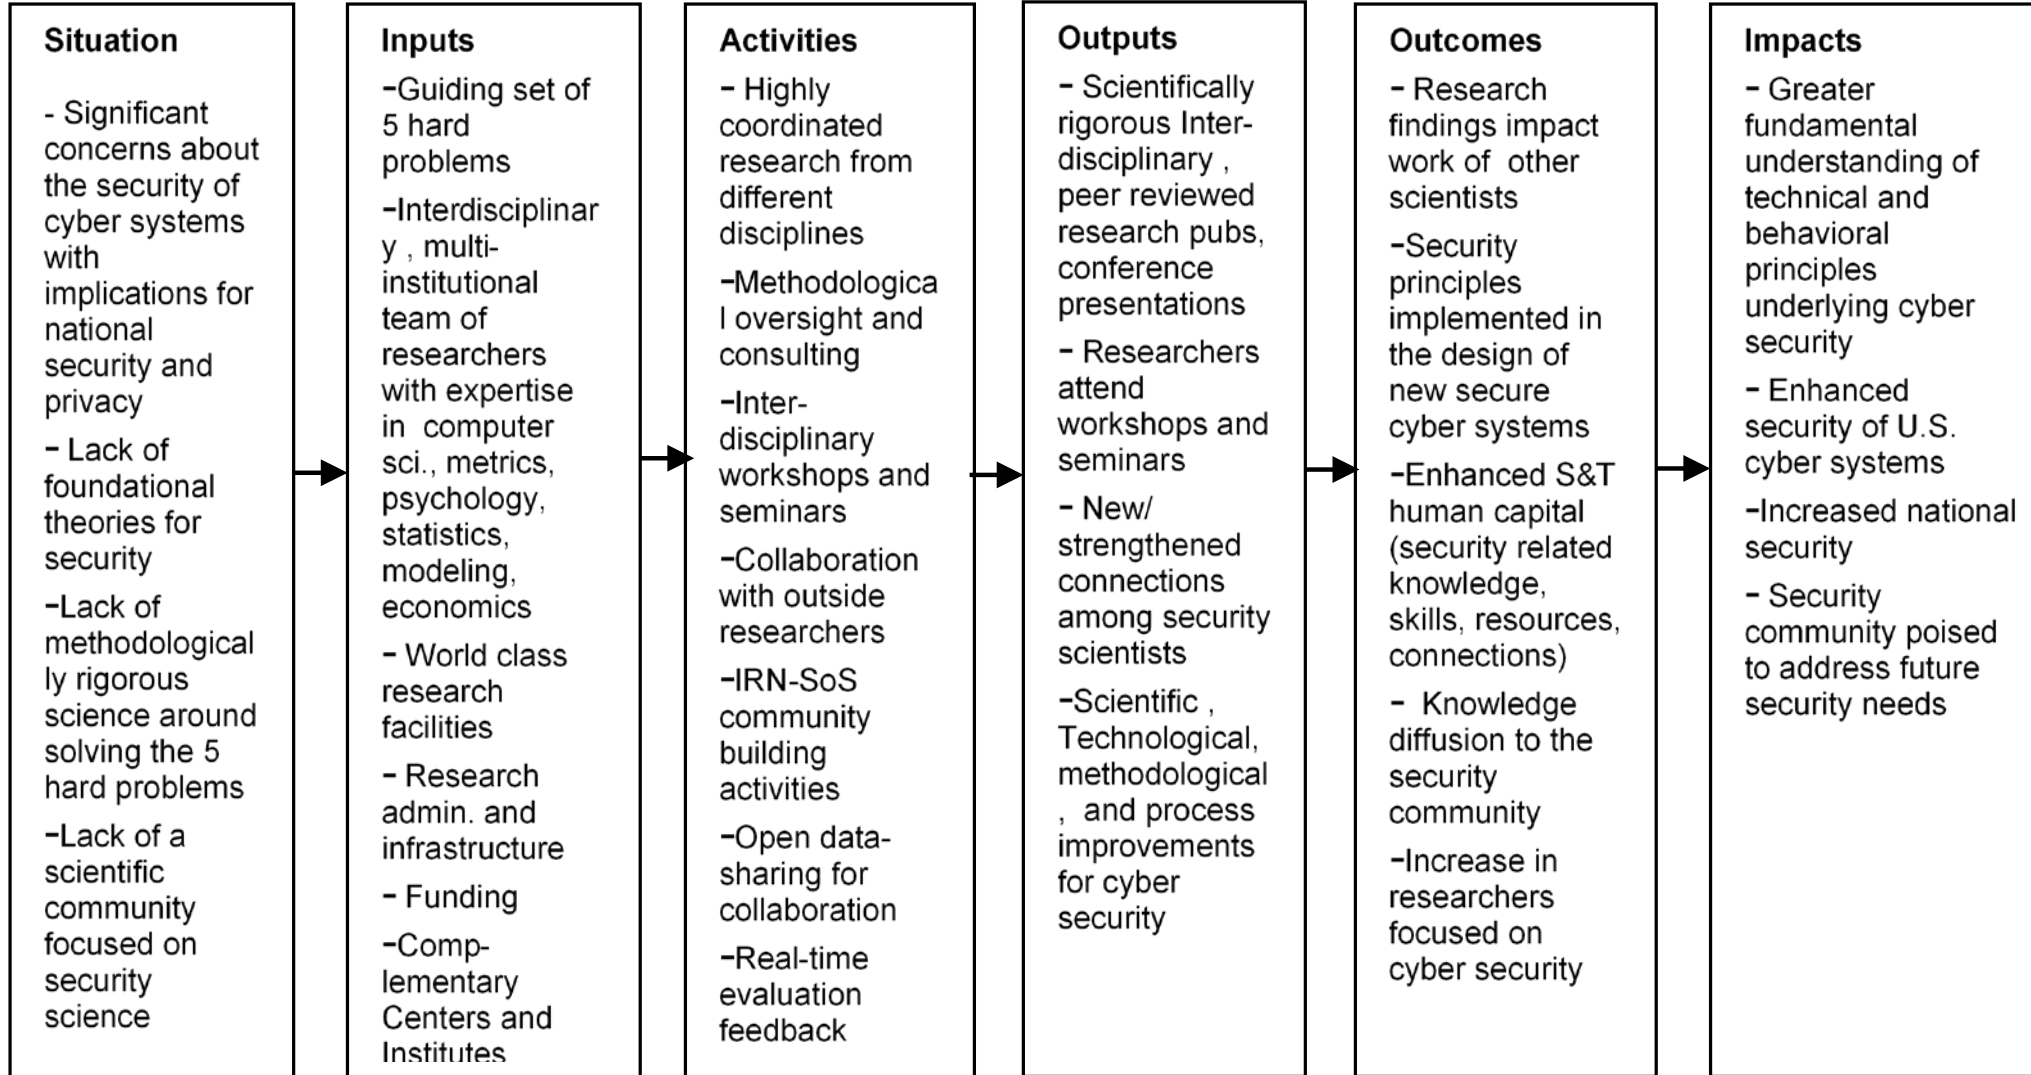 Situation
- Significant
concerns about
the security of
cyber systems
with
implications for
national
security and
privacy
- Lack of
foundational
theories for
security
-Lack of
methodological
ly rigorous
science around
solving the 5
hard problems
-Lack of a
scientific
community
focused on
security
science
Inputs
-Guiding set of
5 hard
problems
-Interdisciplinar
y , multi-
institutional
team of
researchers
with expertise
in computer
sci., metrics,
psychology,
statistics,
modeling,
economics
- World class
research
facilities
- Research
admin. and
infrastructure
- Funding
-Comp-
lementary
Centers and
Institutes
Activities
- Highly
coordinated
research from
different
disciplines
-Methodologica
l oversight and
consulting
-Inter-
disciplinary
workshops and
seminars
-Collaboration
with outside
researchers
-IRN-SoS
community
building
activities
-Open data-
sharing for
collaboration
-Real-time
evaluation
feedback
Outputs
- Scientifically
rigorous Inter-
disciplinary ,
peer reviewed
research pubs,
conference
presentations
- Researchers
attend
workshops and
seminars
- New/
strengthened
connections
among security
scientists
-Scientific ,
Technological,
methodological
, and process
improvements
for cyber
security
Outcomes
- Research
findings impact
work of other
scientists
-Security
principles
implemented in
the design of
new secure
cyber systems
-Enhanced S&T
human capital
(security related
knowledge,
skills, resources,
connections)
- Knowledge
diffusion to the
security
community
-Increase in
researchers
focused on
cyber security
Impacts
- Greater
fundamental
understanding of
technical and
behavioral
principles
underlying cyber
security
- Enhanced
security of U.S.
cyber systems
-Increased national
security
- Security
community poised
to address future
security needs